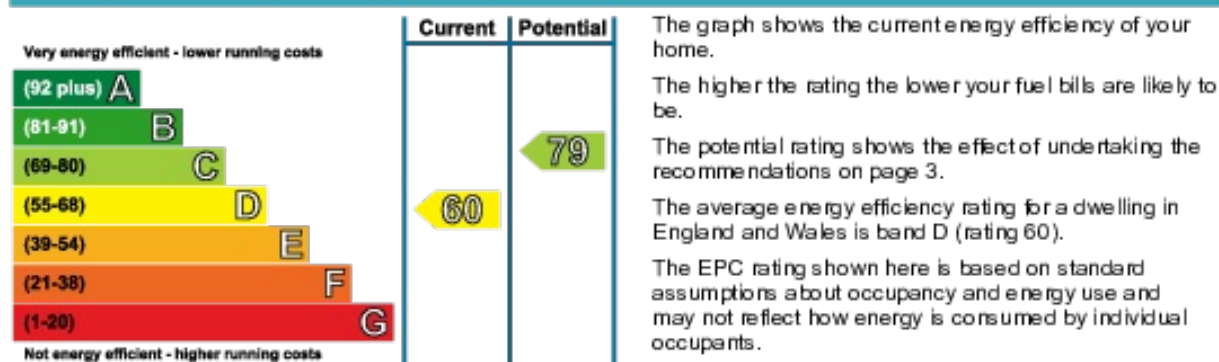 Current Potential
Very energy efficient - lower running costs
(92 plus) A
(81-91) B
(69-80) C
(55-68) D
(39-54) E
(21-38) F
(1-20) G
Not energy efficient - higher running costs
60
79
The graph shows the current energy efficiency of your
home.
The higher the rating the lower your fuel bills are likely to
be.
The potential rating shows the effect of undertaking the
recommendations on page 3.
The average energy efficiency rating for a dwelling in
England and Wales is band D (rating 60).
The EPC rating shown here is based on standard
assumptions about occupancy and energy use and
may not reflect how energy is consumed by individual
occupants.